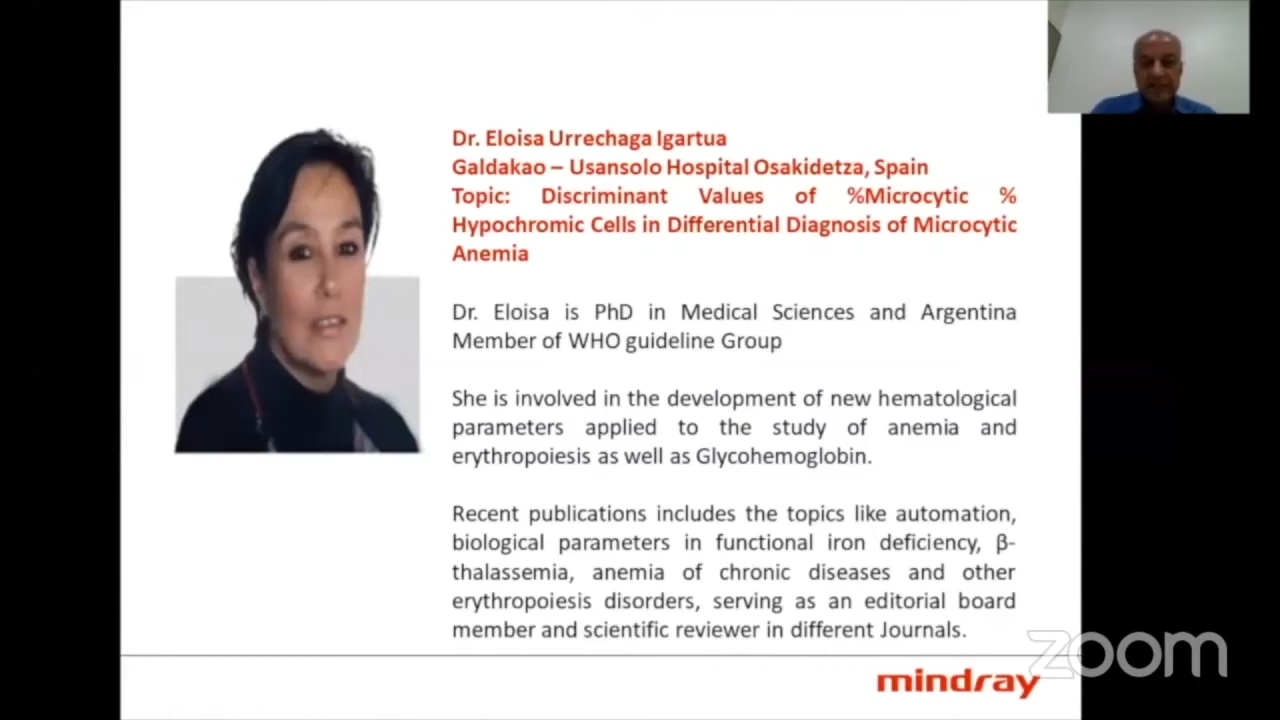 Dr. Eloisa Urrechaga Igartua
Galdakao – Usansolo Hospital Osakidetza, Spain
Topic: Discriminant Values of %Microcytic %
Hypochromic Cells in Differential Diagnosis of Microcytic
Anemia
Dr. Eloisa is PhD in Medical Sciences and Argentina
Member of WHO guideline Group
She is involved in the development of new hematological
parameters applied to the study of anemia and
erythropoiesis as well as Glycohemoglobin.
Recent publications includes the topics like automation,
biological parameters in functional iron deficiency, β-
thalassemia, anemia of chronic diseases and other
erythropoiesis disorders, serving as an editorial board
member and scientific reviewer in different Journals.
zoom
mindray